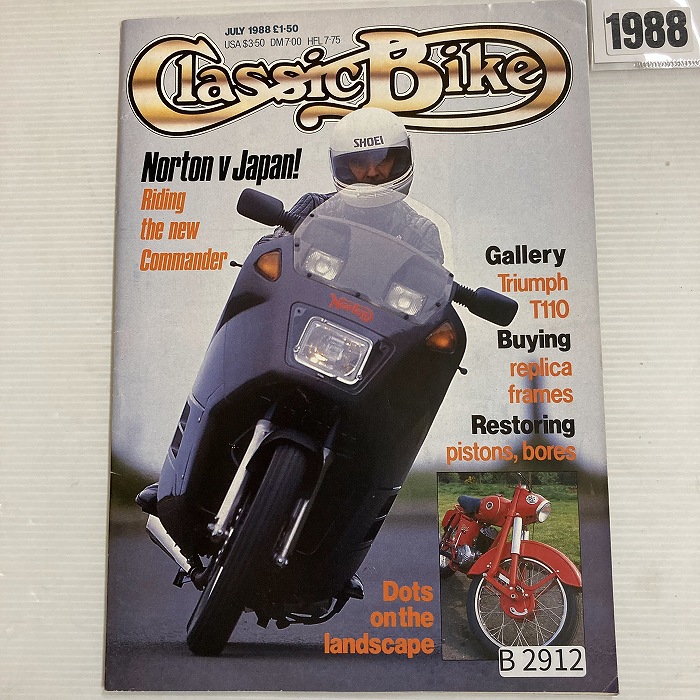 JULY 1988 £1·50
USA $3·50 DM 7·00 HFL 7·75
1988
Classic Bike
SHOEI
Norton v Japan!
Riding
the new
Commander
Norton
Gallery
Triumph
T110
Buying
replica
frames
Restoring
pistons, bores
Dots
on the
landscape
B 2912